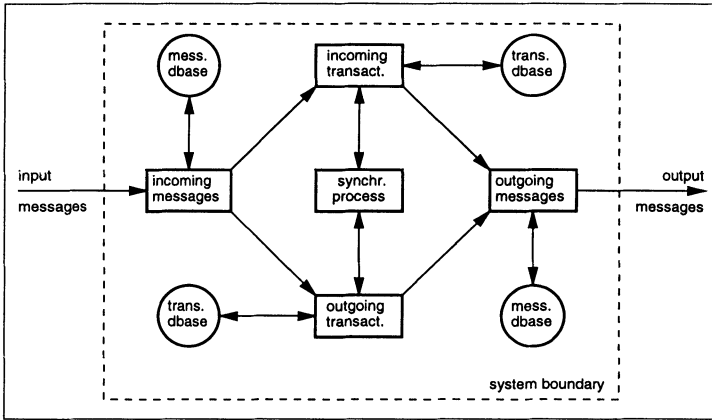 mess.
dbase
incoming
transact.
trans.
dbase
input
messages
incoming
messages
synchr.
process
outgoing
messages
output
messages
trans.
dbase
outgoing
transact.
mess.
dbase
system boundary